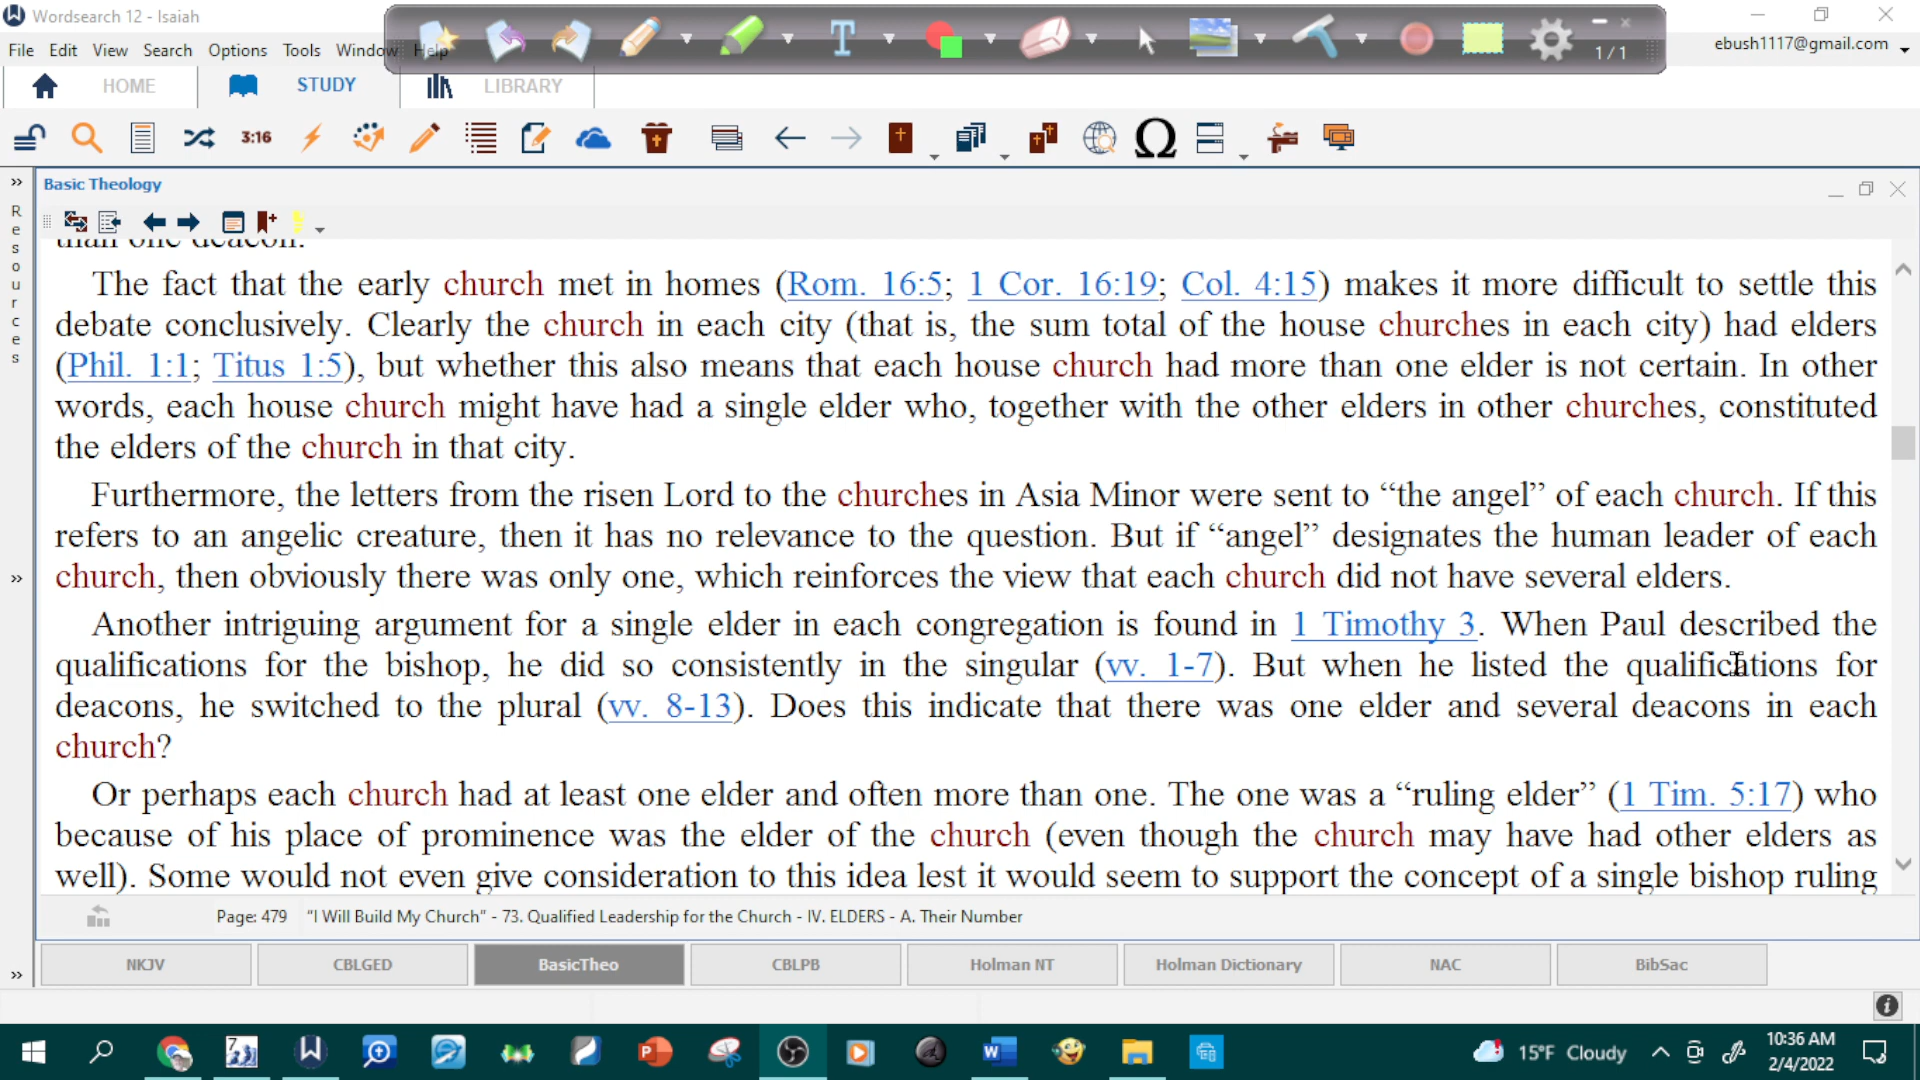 Wordsearch 12 - Isaiah
File Edit View Search Options Tools Window Help
1/1
ebush1117@gmail.com
HOME STUDY LIBRARY
3:16
Basic Theology
Resources
than one deacon.
The fact that the early church met in homes (Rom. 16:5; 1 Cor. 16:19; Col. 4:15) makes it more difficult to settle this
debate conclusively. Clearly the church in each city (that is, the sum total of the house churches in each city) had elders
(Phil. 1:1; Titus 1:5), but whether this also means that each house church had more than one elder is not certain. In other
words, each house church might have had a single elder who, together with the other elders in other churches, constituted
the elders of the church in that city.
Furthermore, the letters from the risen Lord to the churches in Asia Minor were sent to “the angel” of each church. If this
refers to an angelic creature, then it has no relevance to the question. But if “angel” designates the human leader of each
church, then obviously there was only one, which reinforces the view that each church did not have several elders.
Another intriguing argument for a single elder in each congregation is found in 1 Timothy 3. When Paul described the
qualifications for the bishop, he did so consistently in the singular (vv. 1-7). But when he listed the qualifications for
deacons, he switched to the plural (vv. 8-13). Does this indicate that there was one elder and several deacons in each
church?
Or perhaps each church had at least one elder and often more than one. The one was a “ruling elder” (1 Tim. 5:17) who
because of his place of prominence was the elder of the church (even though the church may have had other elders as
well). Some would not even give consideration to this idea lest it would seem to support the concept of a single bishop ruling
Page: 479 "I Will Build My Church" - 73. Qualified Leadership for the Church - IV. ELDERS - A. Their Number
NKJV CBLGED BasicTheo CBLPB Holman NT Holman Dictionary NAC BibSac
15°F Cloudy
10:36 AM
2/4/2022